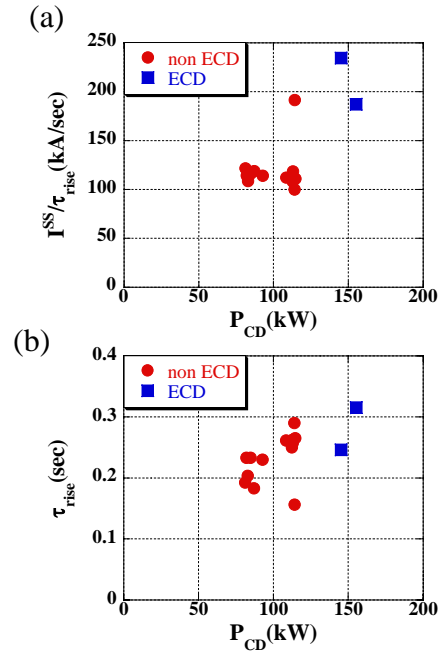 (a)
250
200
150
100
50
0
I^SS/τ_rise(kA/sec)
non ECD
ECD
0 50 100 150 200
P_CD(kW)
(b)
0.4
0.3
0.2
0.1
0
τ_rise(sec)
non ECD
ECD
0 50 100 150 200
P_CD(kW)